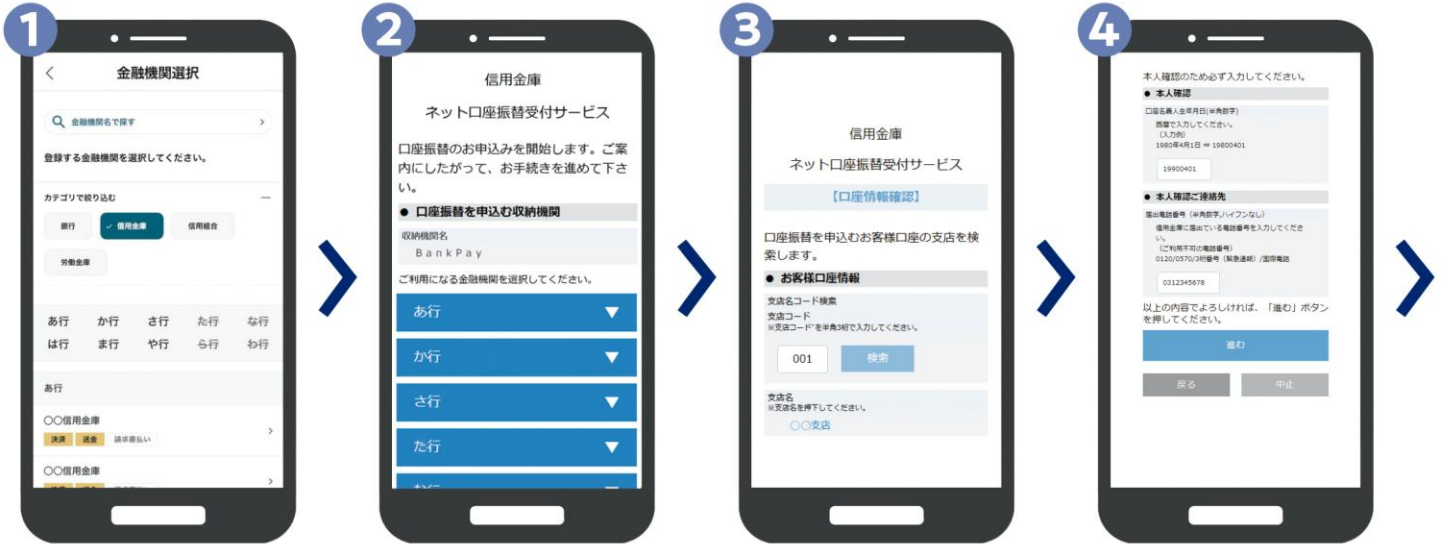 1
金融機関選択
金融機関名で探す
登録する金融機関を選択してください。
カテゴリで絞り込む
銀行 信用金庫 信用組合
労働金庫
あ行 か行 さ行 た行 な行
は行 ま行 や行 ら行 わ行
あ行
○○信用金庫
決済 送金 請求書払い
○○信用金庫
2
信用金庫
ネット口座振替受付サービス
口座振替のお申込みを開始します。ご案
内にしたがって、お手続きを進めて下さ
い。
● 口座振替を申込む収納機関
収納機関名
BankPay
ご利用になる金融機関を選択してください。
あ行
か行
さ行
た行
3
信用金庫
ネット口座振替受付サービス
【口座情報確認】
口座振替を申込むお客様口座の支店を検
索します。
● お客様口座情報
支店名コード検索
支店コード
※支店コード*を半角3桁で入力してください。
001 検索
支店名
※支店名を押下してください。
○○支店
4
本人確認のため必ず入力してください。
● 本人確認
口座名義人生年月日(半角数字)
西暦で入力してください。
(入力例)
1980年4月1日 ⇒ 19800401
19900401
● 本人確認ご連絡先
届出電話番号(半角数字,ハイフンなし)
信用金庫に届出ている電話番号を入力してくださ
い。
(ご利用不可の電話番号)
0120/0570/3桁番号(緊急通報)/国際電話
0312345678
以上の内容でよろしければ、「進む」ボタン
を押してください。
進む
戻る 中止